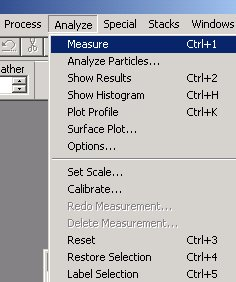 Process Analyze Special Stacks Windows
Measure Ctrl+1
Analyze Particles...
ather
Show Results Ctrl+2
Show Histogram Ctrl+H
Plot Profile Ctrl+K
Surface Plot...
Options...
Set Scale...
Calibrate...
Redo Measurement...
Delete Measurement...
Reset Ctrl+3
Restore Selection Ctrl+4
Label Selection Ctrl+5